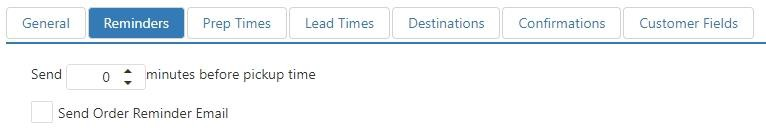 General Reminders Prep Times Lead Times Destinations Confirmations Customer Fields
Send 0 minutes before pickup time
Send Order Reminder Email